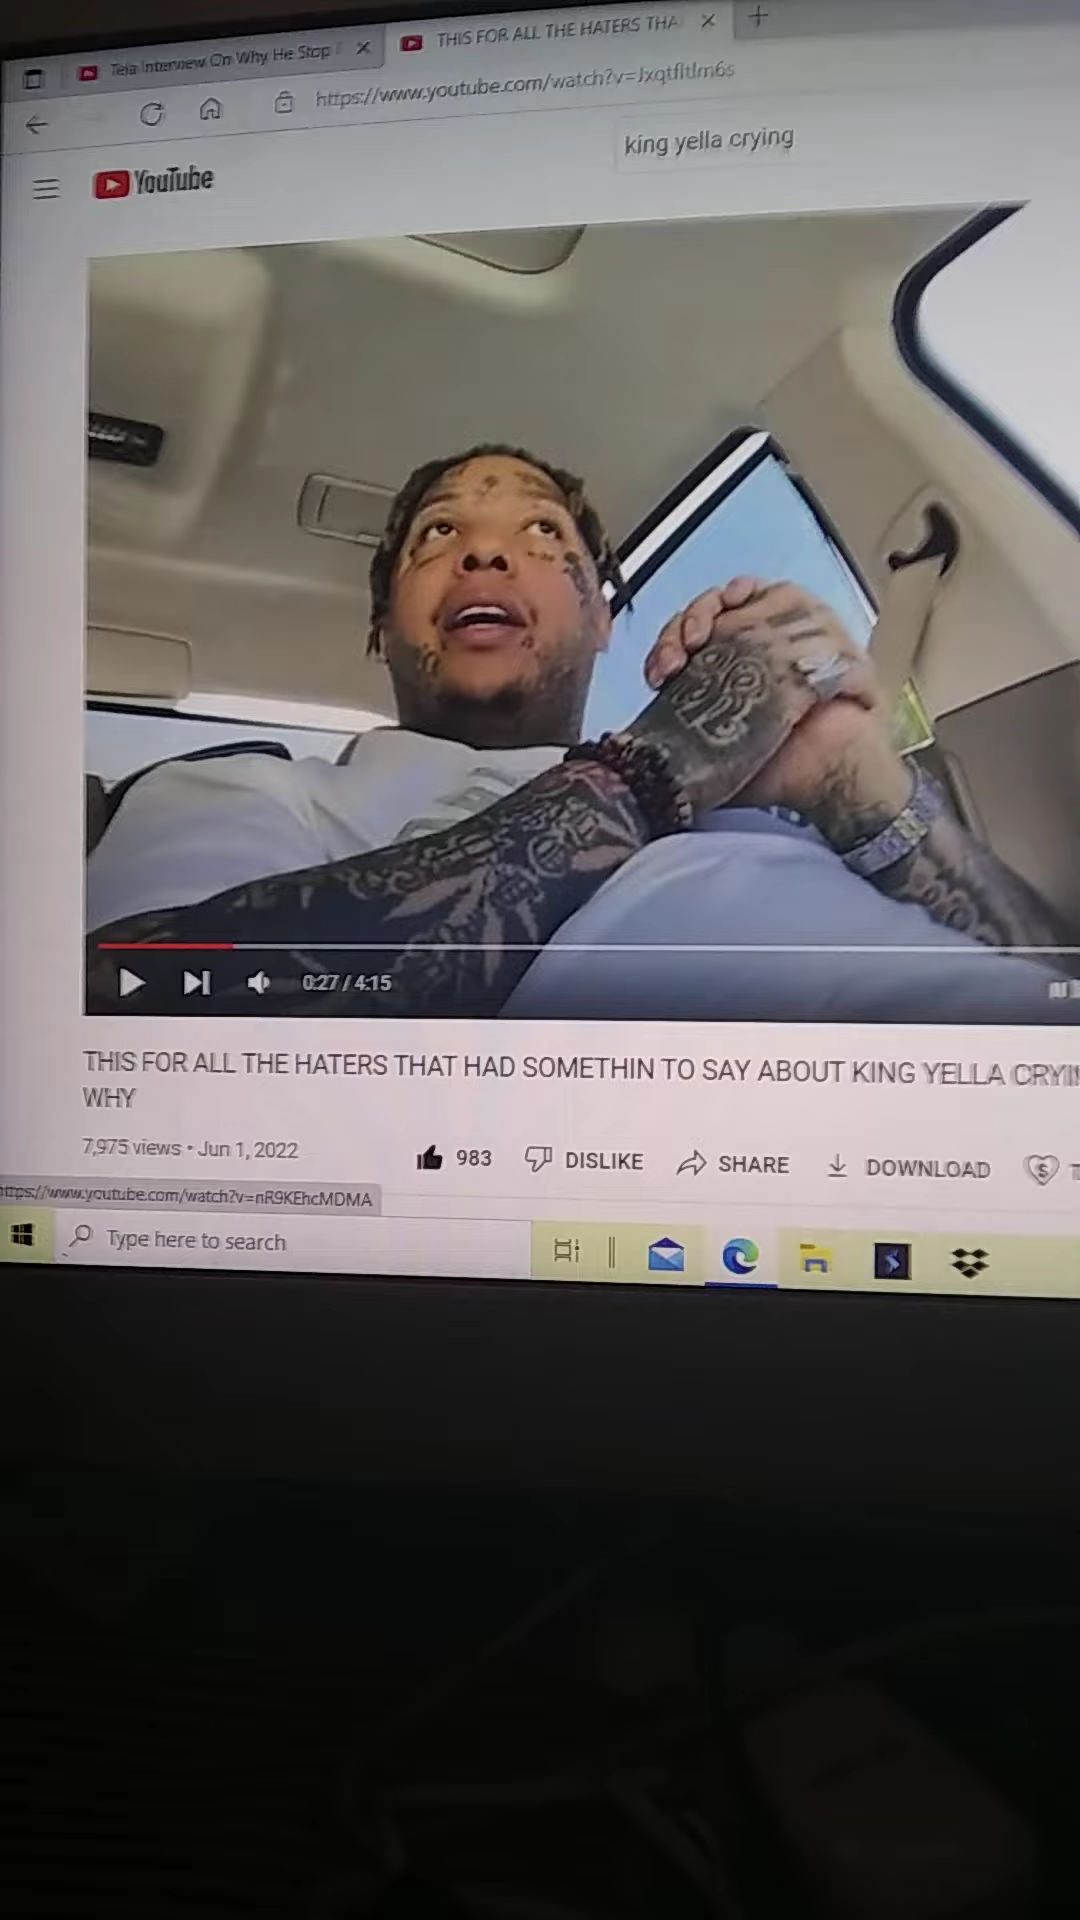 Teja Interview On Why He Stop
THIS FOR ALL THE HATERS THA
https://www.youtube.com/watch?v=Jxqtfltlm6s
king yella crying
YouTube
0:27 / 4:15
THIS FOR ALL THE HATERS THAT HAD SOMETHIN TO SAY ABOUT KING YELLA CRYI
WHY
7,975 views • Jun 1, 2022
983
DISLIKE
SHARE
DOWNLOAD
ttps://www.youtube.com/watch?v=nR9KEhcMDMA
Type here to search